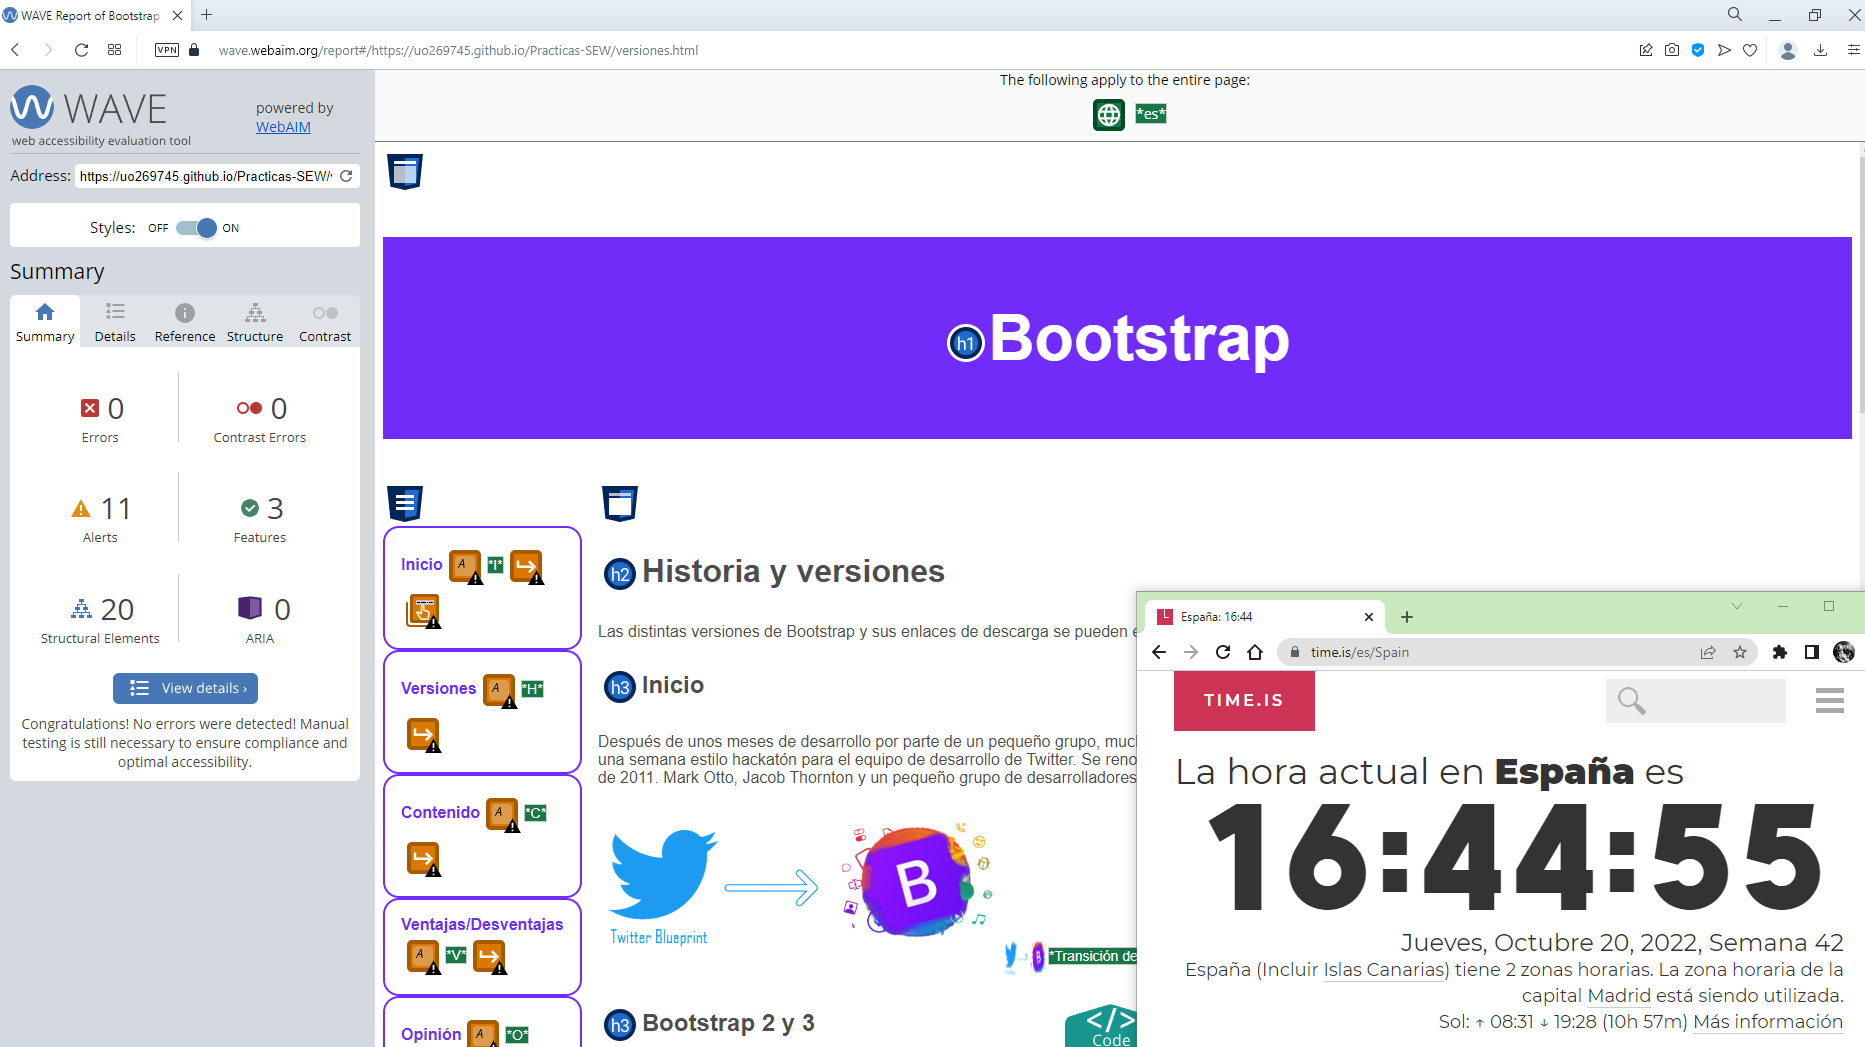 WAVE Report of Bootstrap
VPN
wave.webaim.org/report#/https://uo269745.github.io/Practicas-SEW/versiones.html
WAVE
web accessibility evaluation tool
powered by
WebAIM
Address: https://uo269745.github.io/Practicas-SEW/
Styles: OFF ON
Summary
Summary Details Reference Structure Contrast
0 Errors
0 Contrast Errors
11 Alerts
3 Features
20 Structural Elements
0 ARIA
View details ›
Congratulations! No errors were detected! Manual
testing is still necessary to ensure compliance and
optimal accessibility.
The following apply to the entire page:
*es*
h1 Bootstrap
Inicio A *I*
Versiones A *H*
Contenido A *C*
Ventajas/Desventajas
A *V*
Opinión A *O*
h2 Historia y versiones
Las distintas versiones de Bootstrap y sus enlaces de descarga se pueden
h3 Inicio
Después de unos meses de desarrollo por parte de un pequeño grupo,
una semana estilo hackatón para el equipo de desarrollo de Twitter. Se
de 2011. Mark Otto, Jacob Thornton y un pequeño grupo de desarrolladores
Twitter Blueprint
B
*Transición de
h3 Bootstrap 2 y 3
</>
Code
España: 16:44
time.is/es/Spain
TIME.IS
La hora actual en España es
16:44:55
Jueves, Octubre 20, 2022, Semana 42
España (Incluir Islas Canarias) tiene 2 zonas horarias. La zona horaria de la
capital Madrid está siendo utilizada.
Sol: ↑ 08:31 ↓ 19:28 (10h 57m) Más información